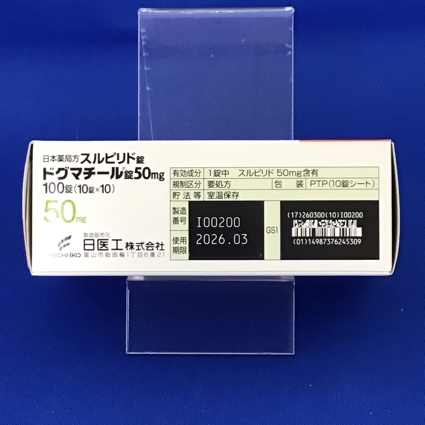 日本薬局方 スルピリド錠
ドグマチール錠50mg
100錠(10錠×10)
50mg
製造販売元
日医工株式会社
富山市総曲輪1丁目6番21
NICHIIKO
有効成分 1錠中 スルピリド 50mg含有
規制区分 要処方 包装 PTP(10錠シート)
貯法等 室温保存
製造番号 I00200
使用期限 2026.03
GS1
(17)260300(10)I00200
(01)14987376245309